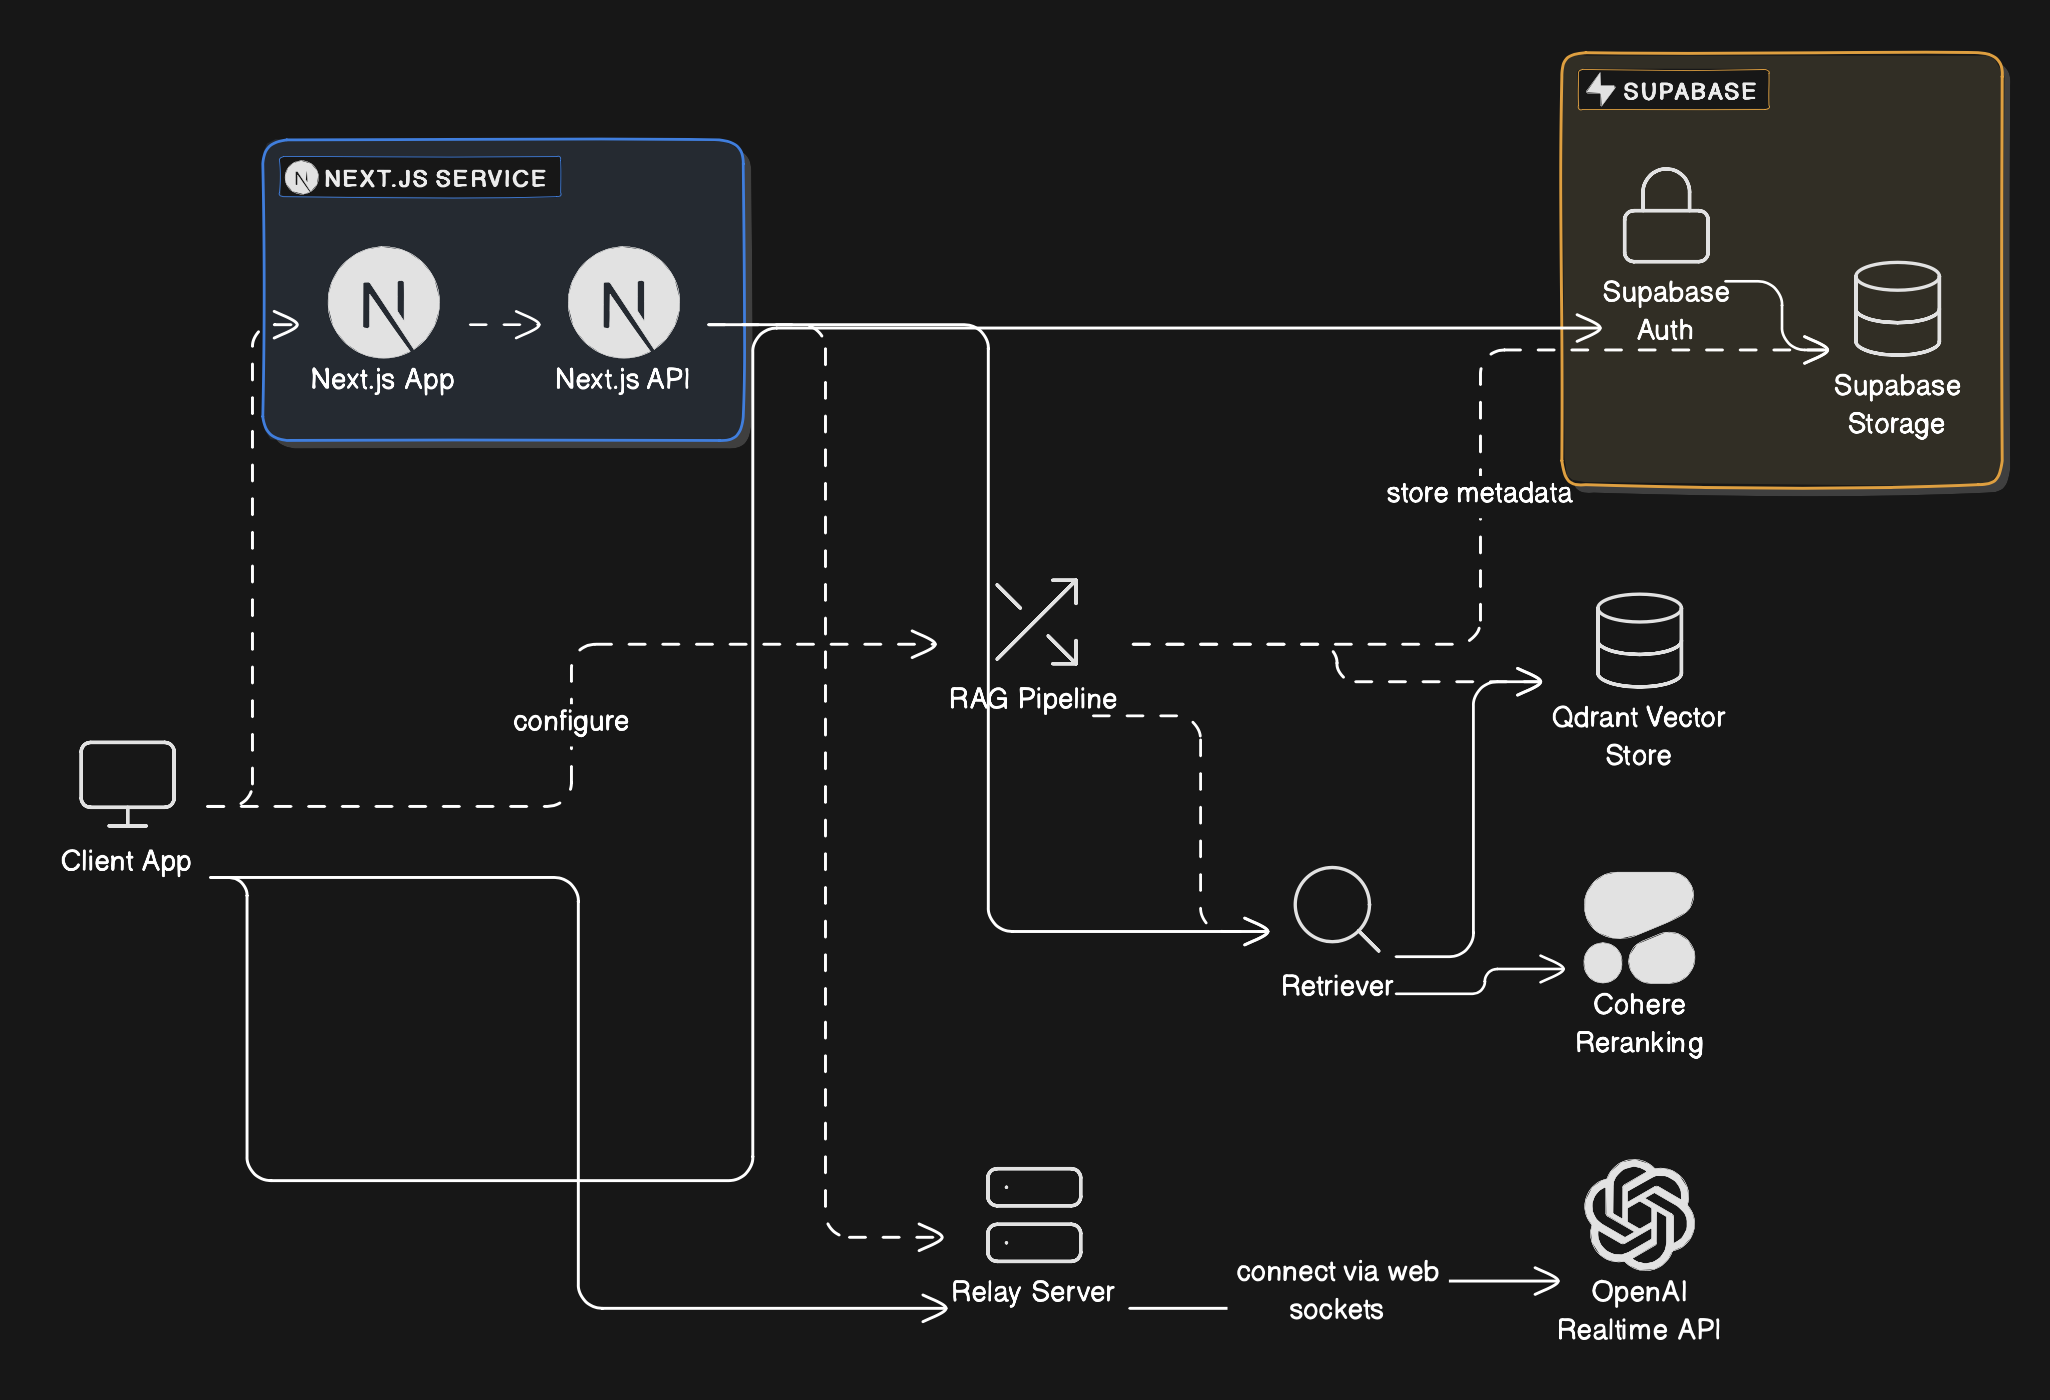 SUPABASE
NEXT.JS SERVICE
Supabase
Auth
Next.js App
Next.js API
Supabase
Storage
store metadata
RAG Pipeline
configure
Qdrant Vector
Store
Client App
Retriever
Cohere
Reranking
Relay Server
connect via web
sockets
OpenAI
Realtime API